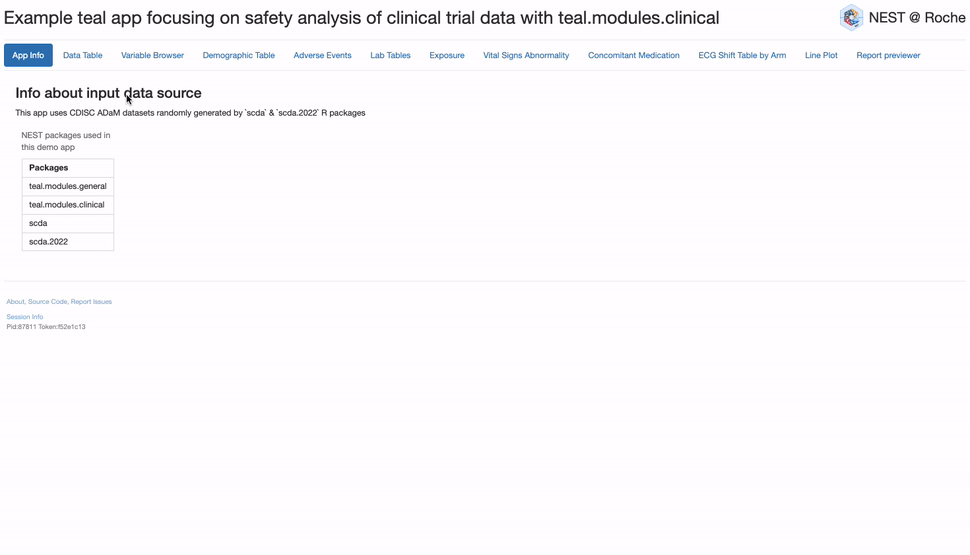 Example teal app focusing on safety analysis of clinical trial data with teal.modules.clinical
NEST @ Roche
App Info Data Table Variable Browser Demographic Table Adverse Events Lab Tables Exposure Vital Signs Abnormality Concomitant Medication ECG Shift Table by Arm Line Plot Report previewer
Info about input data source
This app uses CDISC ADaM datasets randomly generated by `scda` & `scda.2022` R packages
NEST packages used in
this demo app
Packages
teal.modules.general
teal.modules.clinical
scda
scda.2022
About, Source Code, Report Issues
Session Info
Pid:87811 Token:f52e1c13